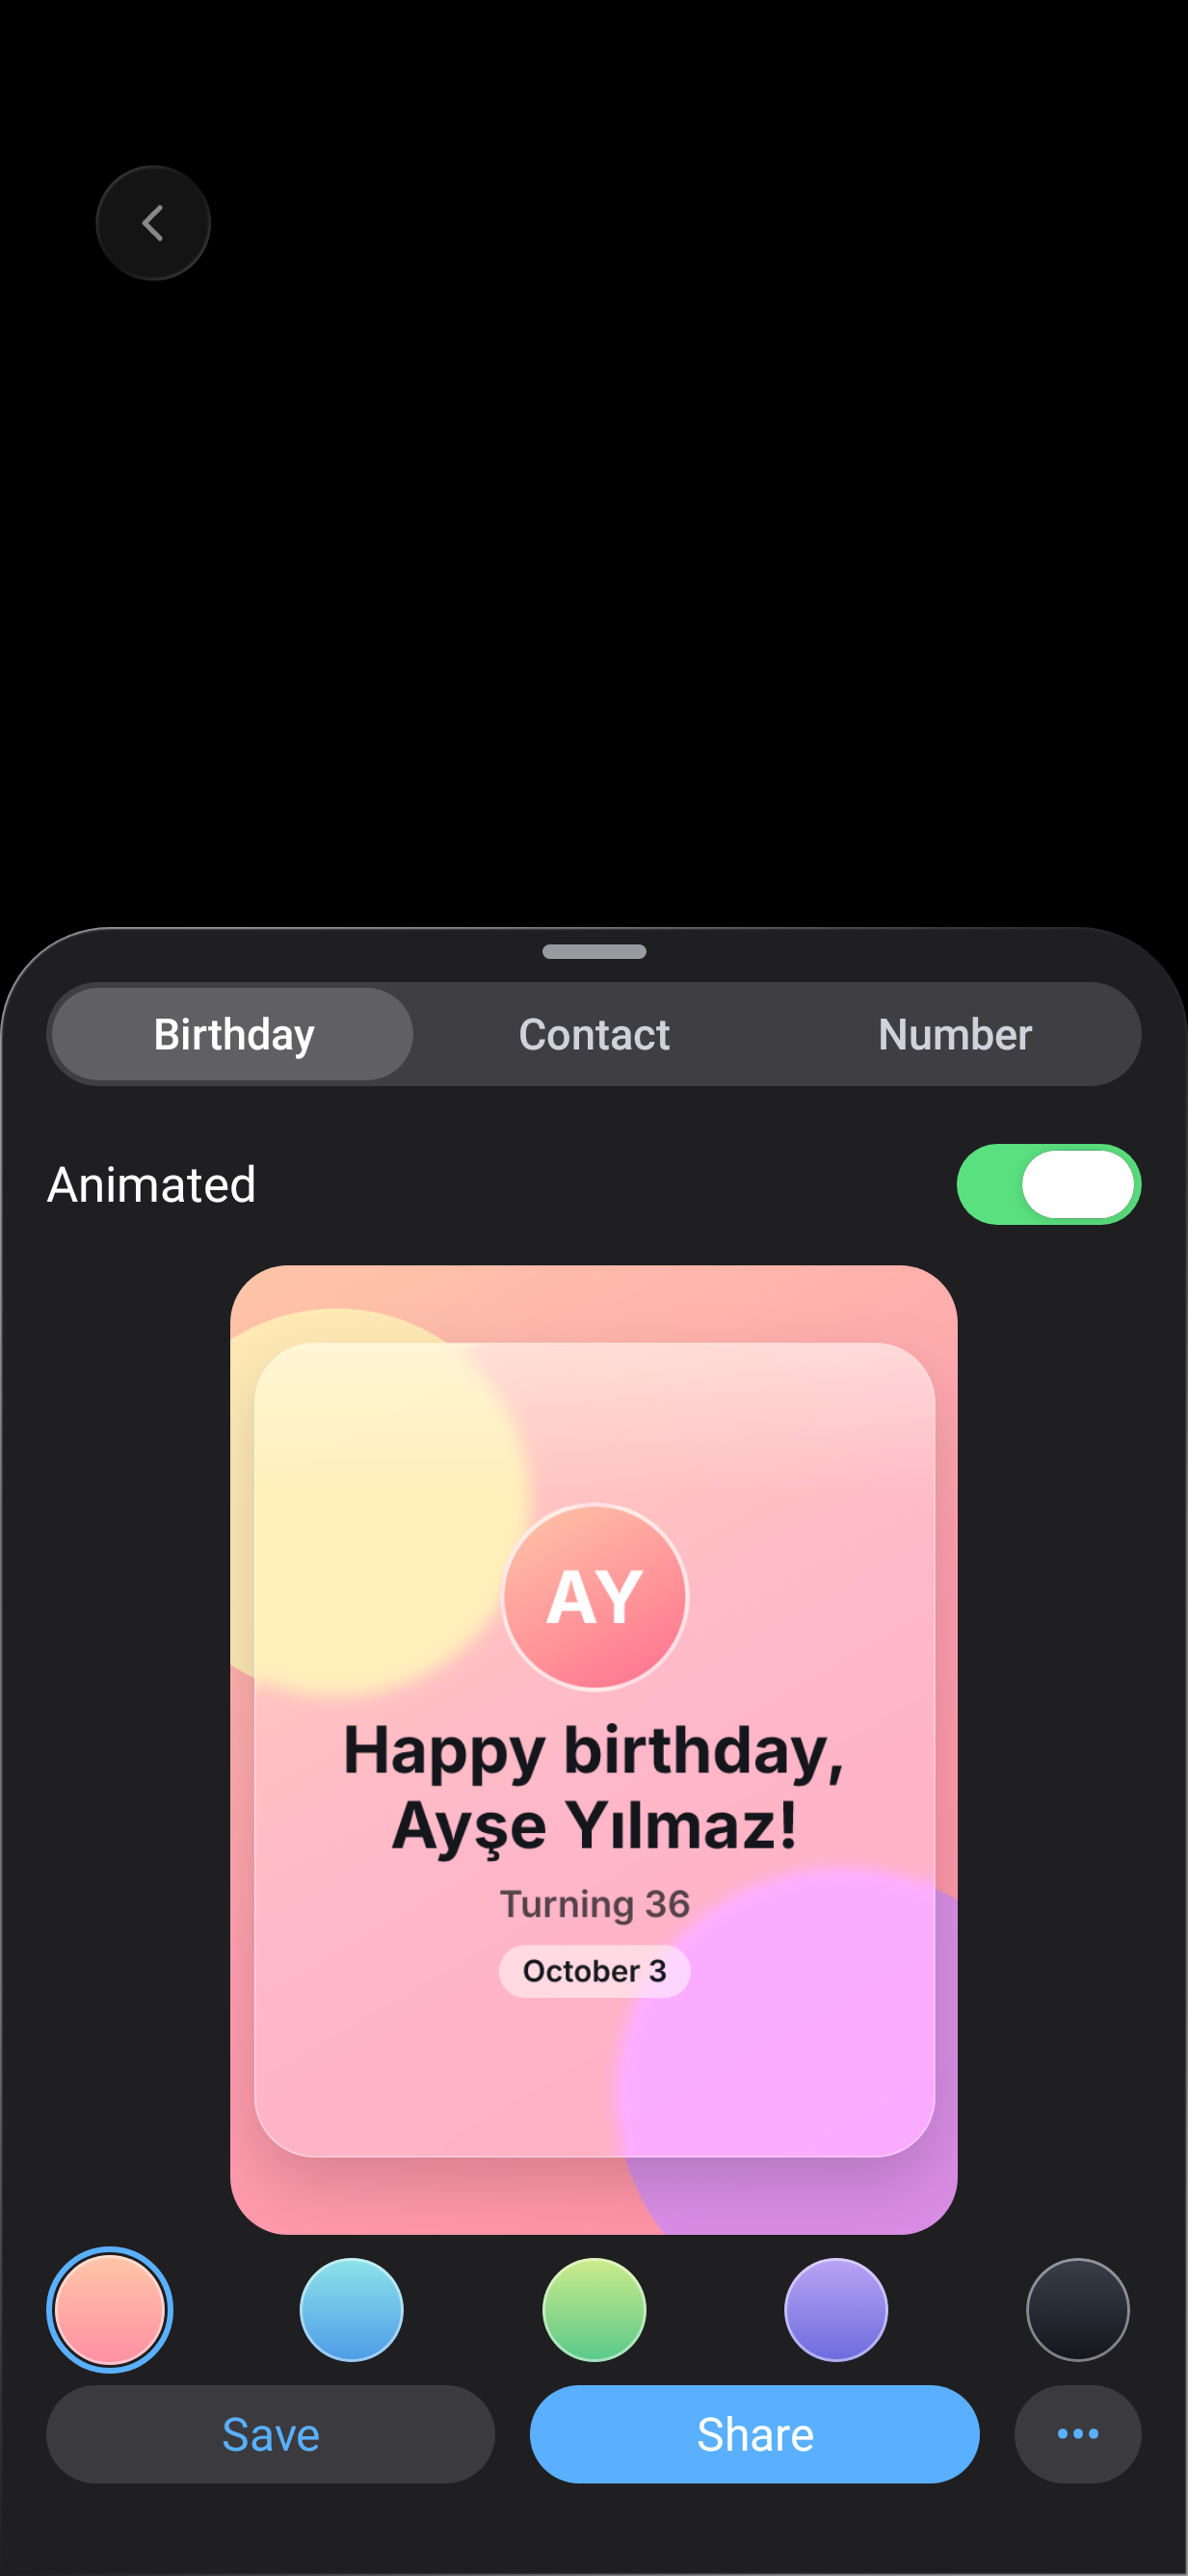 Birthday Contact Number
Animated
AY
Happy birthday,
Ayşe Yılmaz!
Turning 36
October 3
Save Share